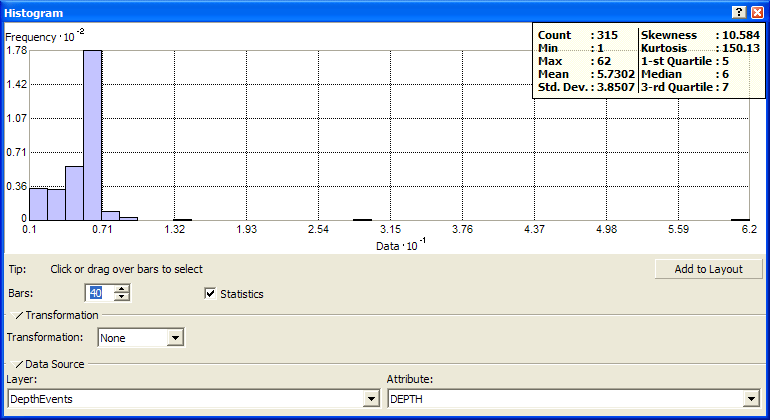 Histogram
Frequency · 10 -2
Count : 315 Skewness : 10.584
Min : 1 Kurtosis : 150.13
Max : 62 1-st Quartile : 5
Mean : 5.7302 Median : 6
Std. Dev. : 3.8507 3-rd Quartile : 7
1.78
1.42
1.07
0.71
0.36
0
0.1 0.71 1.32 1.93 2.54 3.15 3.76 4.37 4.98 5.59 6.2
Data · 10 -1
Tip: Click or drag over bars to select Add to Layout
Bars: 40 Statistics
Transformation
Transformation: None
Data Source
Layer: Attribute:
DepthEvents DEPTH